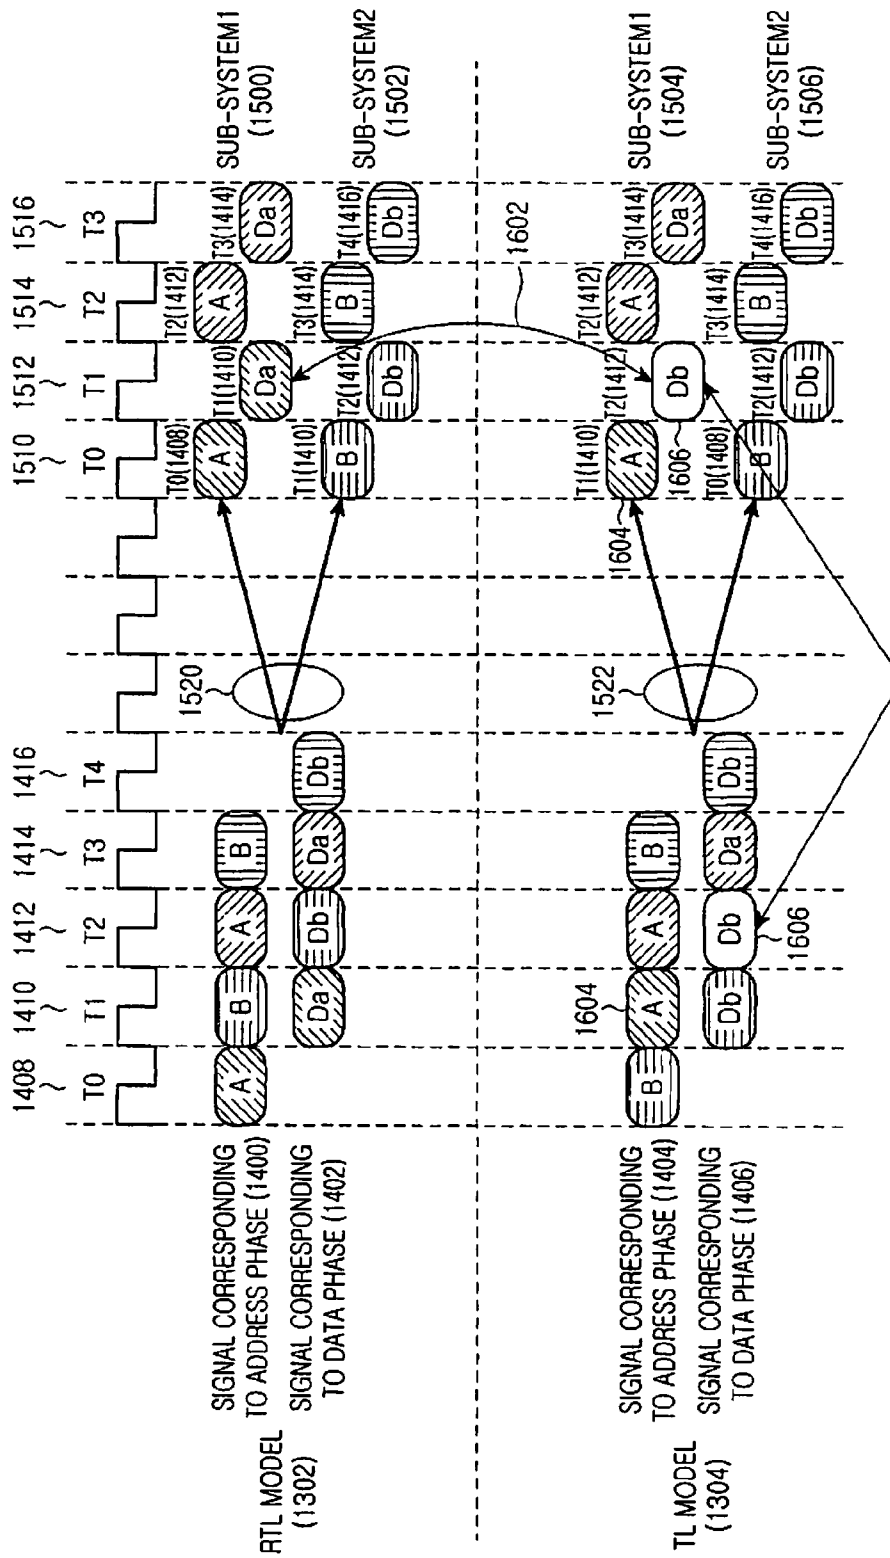 1408 1410 1412 1414 1416 1510 1512 1514 1516
T0 T1 T2 T3 T4 T0 T1 T2 T3
RTL MODEL
(1302)
SIGNAL CORRESPONDING
TO ADDRESS PHASE (1400)
A B A B
SIGNAL CORRESPONDING
TO DATA PHASE (1402)
Da Db Da Db
1520
T0(1408) T2(1412)
A A
T1(1410) T3(1414)
Da Da
SUB-SYSTEM1
(1500)
T1(1410) T3(1414)
B B
T2(1412) T4(1416)
Db Db
SUB-SYSTEM2
(1502)
1602
TL MODEL
(1304)
SIGNAL CORRESPONDING
TO ADDRESS PHASE (1404)
1604
B A A B
SIGNAL CORRESPONDING
TO DATA PHASE (1406)
Db Db Da Db
1606
1522
T1(1410) T2(1412)
A A
1604
T2(1412) T3(1414)
Db Da
1606
SUB-SYSTEM1
(1504)
T0(1408) T3(1414)
B B
T2(1412) T4(1416)
Db Db
SUB-SYSTEM2
(1506)